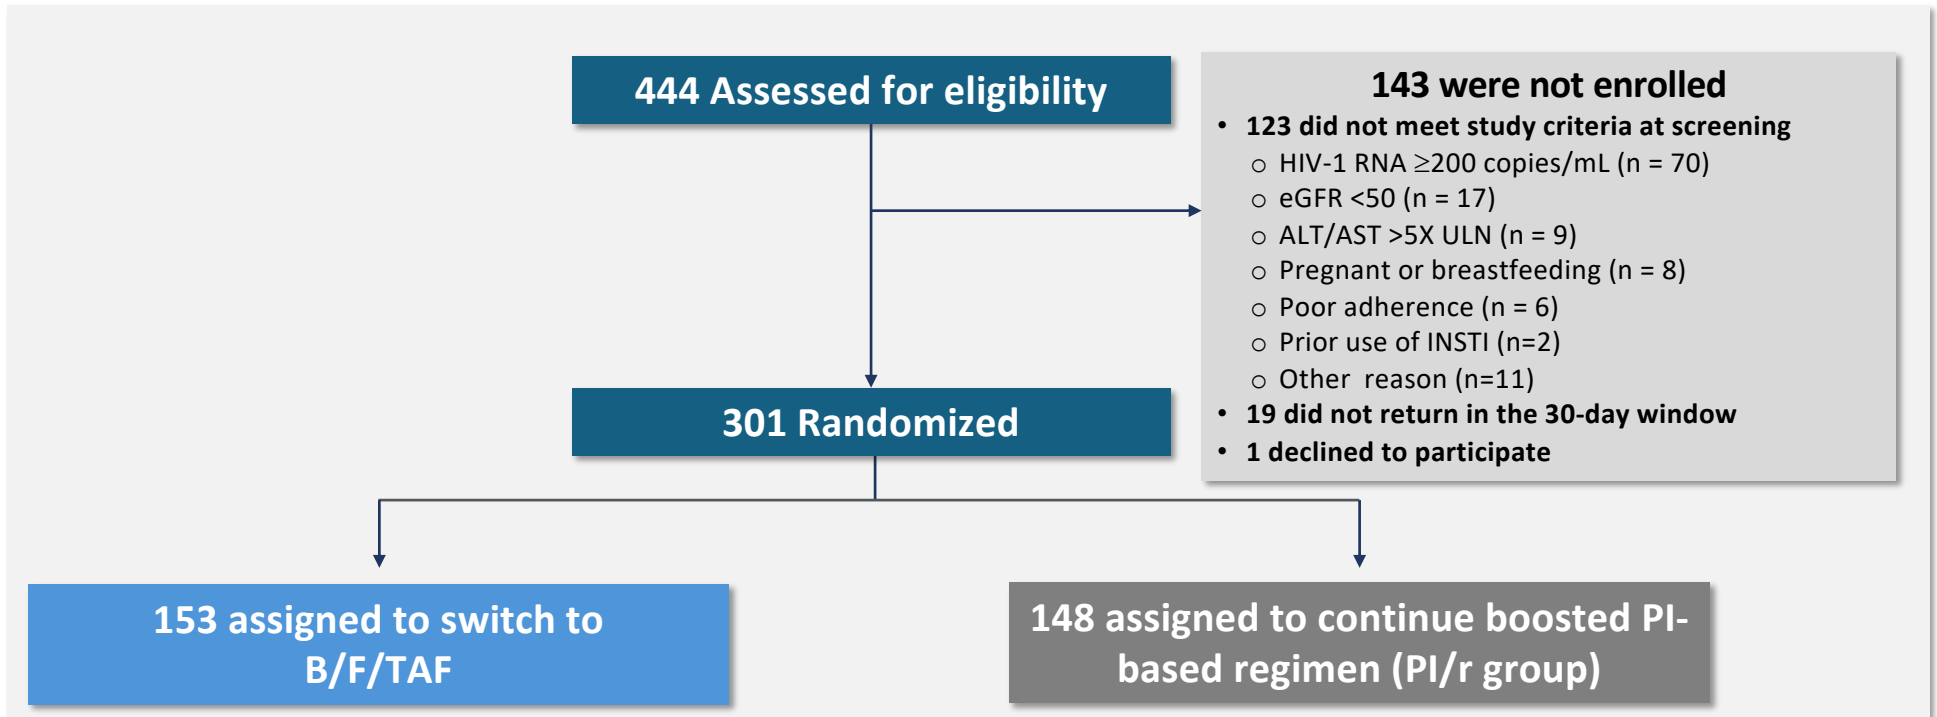 444 Assessed for eligibility
143 were not enrolled
• 123 did not meet study criteria at screening
o HIV-1 RNA ≥200 copies/mL (n = 70)
o eGFR <50 (n = 17)
o ALT/AST >5X ULN (n = 9)
o Pregnant or breastfeeding (n = 8)
o Poor adherence (n = 6)
o Prior use of INSTI (n=2)
o Other reason (n=11)
• 19 did not return in the 30-day window
• 1 declined to participate
301 Randomized
153 assigned to switch to
B/F/TAF
148 assigned to continue boosted PI-
based regimen (PI/r group)